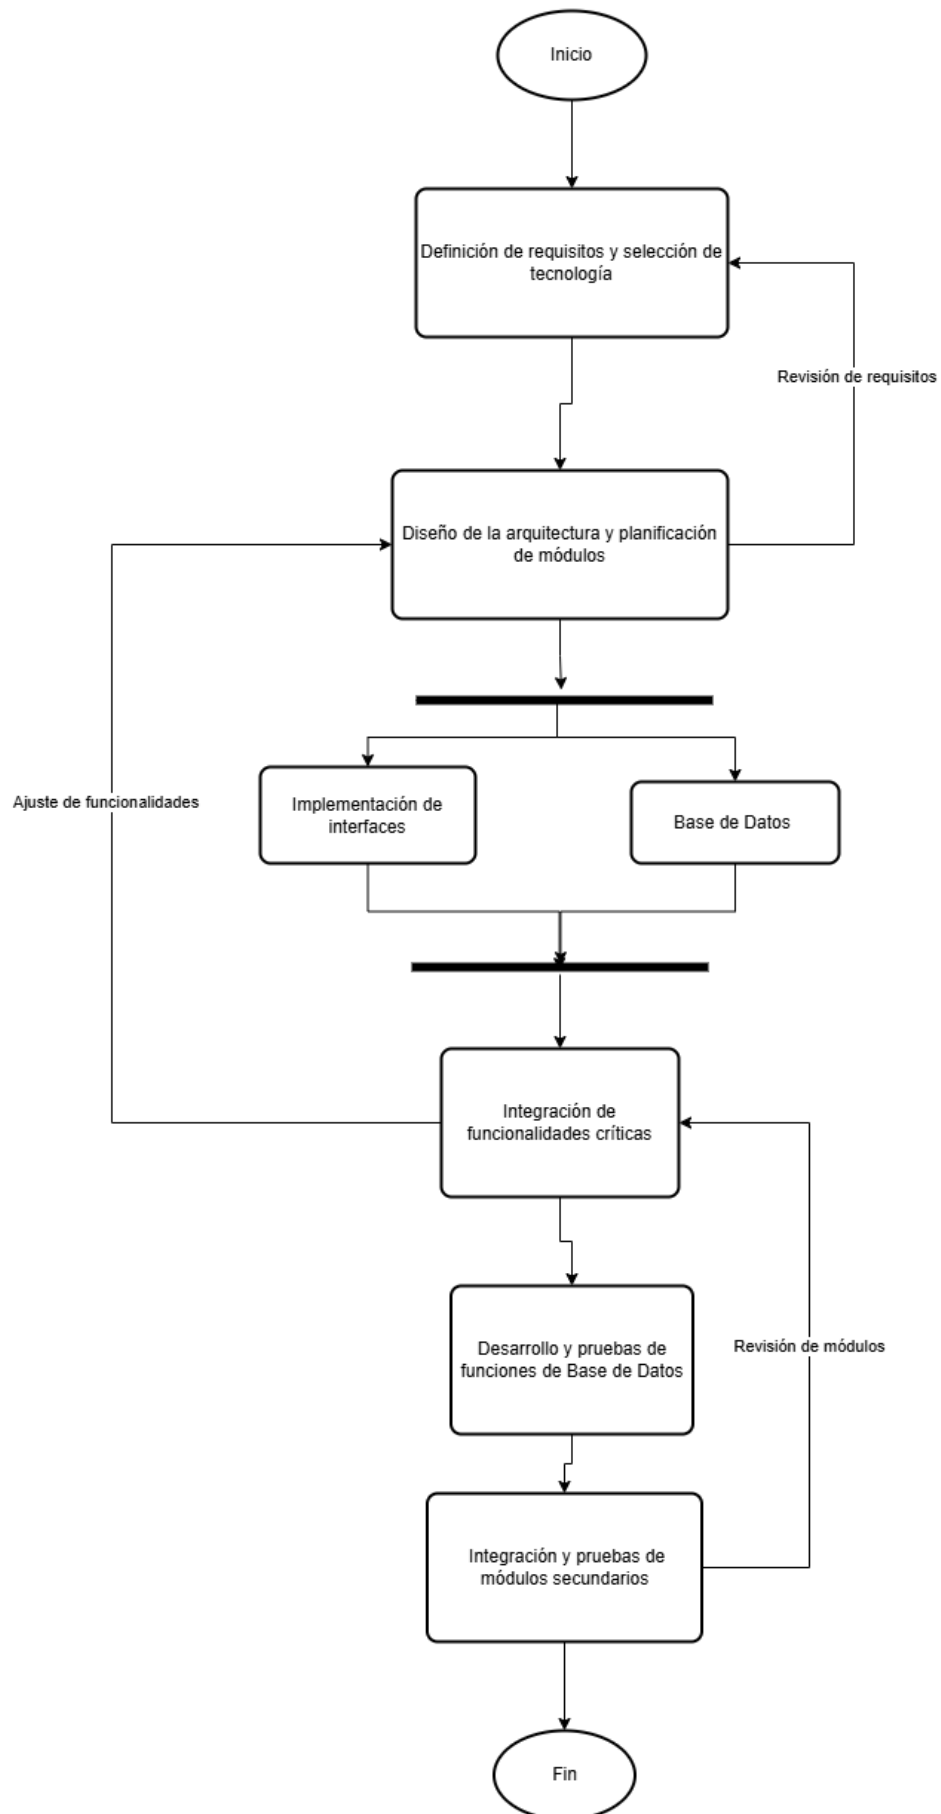 Inicio
Definición de requisitos y selección de
tecnología
Revisión de requisitos
Diseño de la arquitectura y planificación
de módulos
Ajuste de funcionalidades
Implementación de
interfaces
Base de Datos
Integración de
funcionalidades críticas
Desarrollo y pruebas de
funciones de Base de Datos
Revisión de módulos
Integración y pruebas de
módulos secundarios
Fin